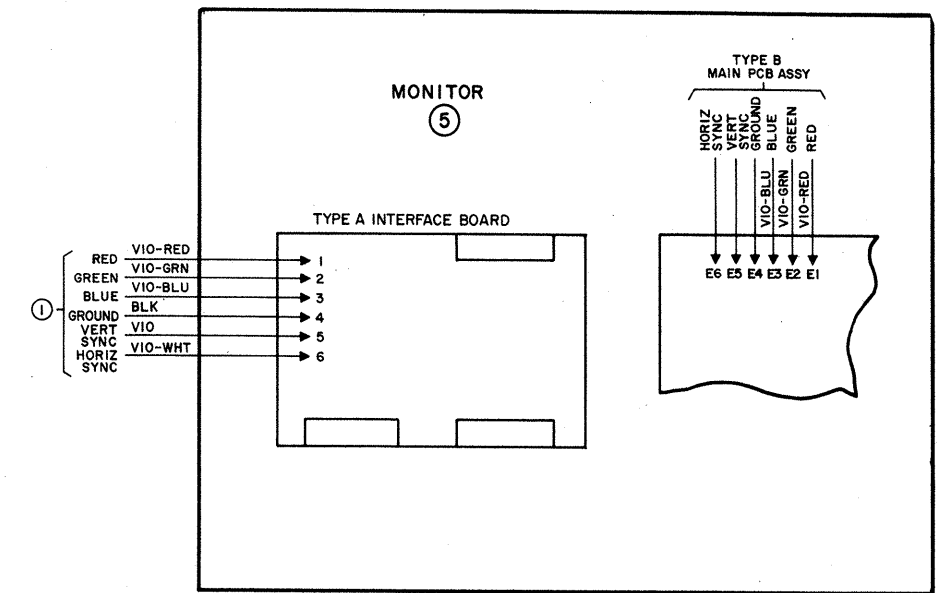 MONITOR
5
TYPE B
MAIN PCB ASSY
HORIZ
SYNC
VERT
SYNC
GROUND
BLUE
GREEN
RED
VIO-BLU
VIO-GRN
VIO-RED
E6 E5 E4 E3 E2 E1
TYPE A INTERFACE BOARD
1
RED VIO-RED 1
GREEN VIO-GRN 2
BLUE VIO-BLU 3
GROUND BLK 4
VERT
SYNC VIO 5
HORIZ
SYNC VIO-WHT 6